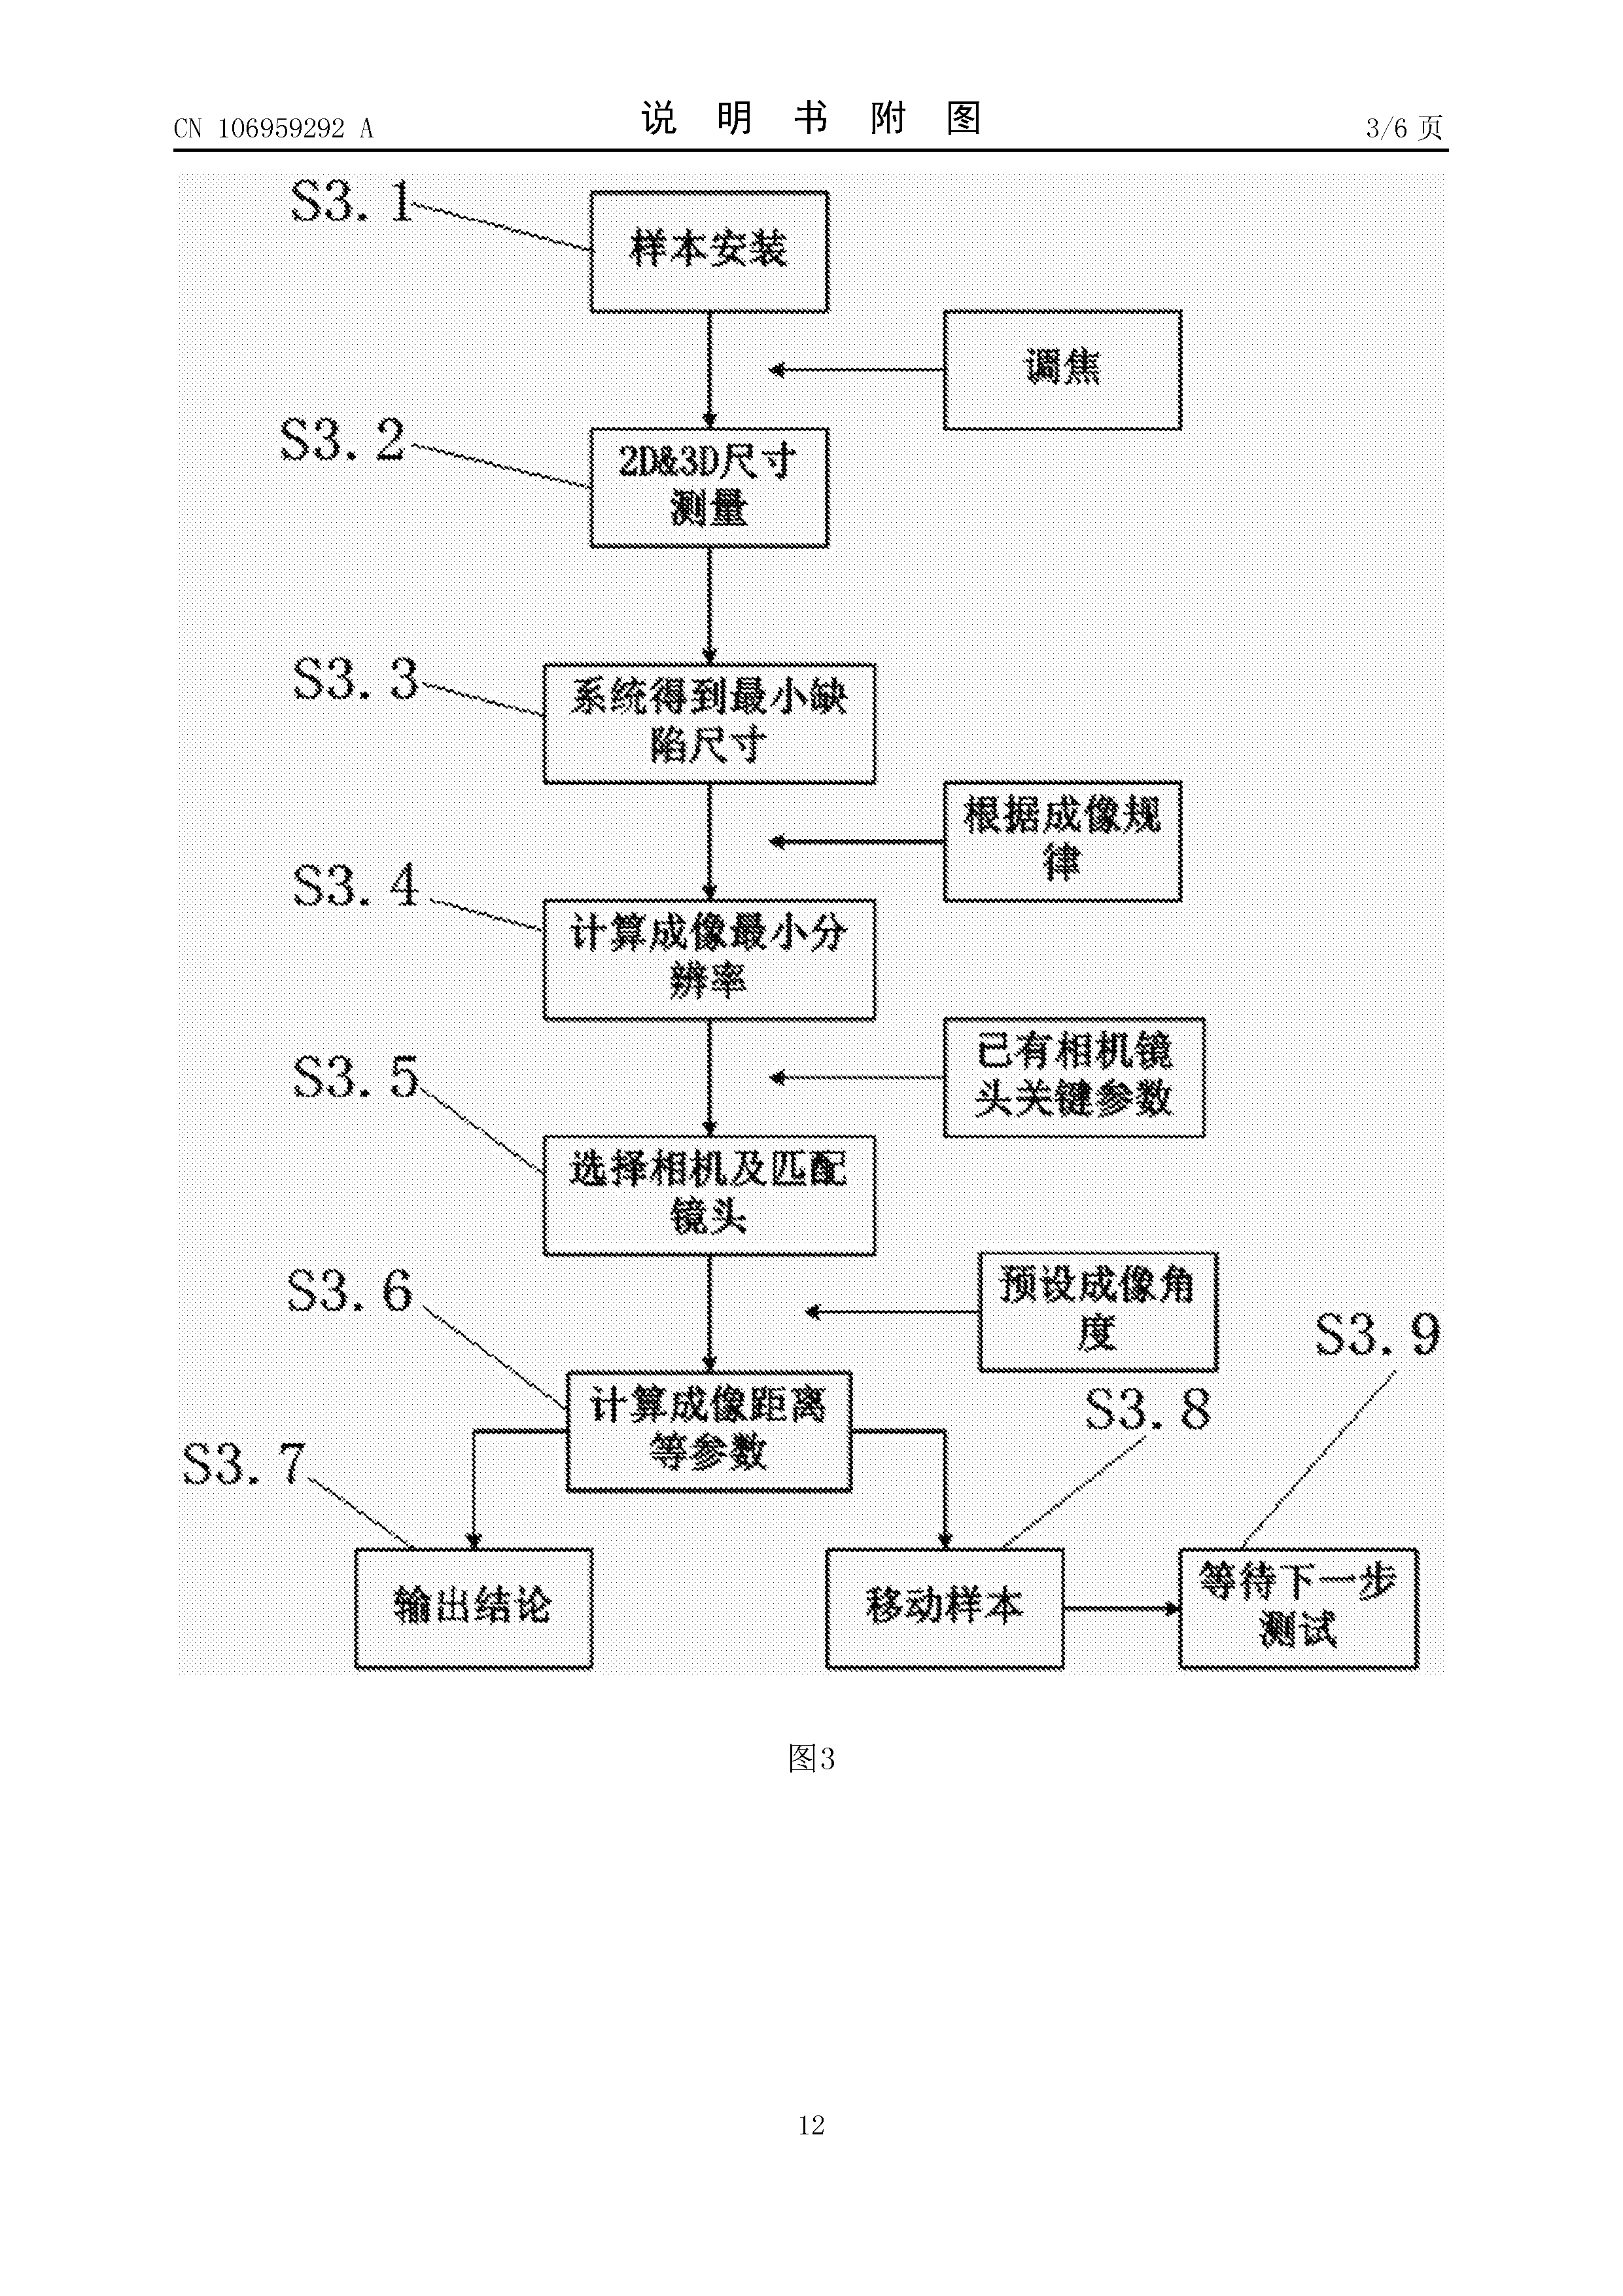 CN 106959292 A
说 明 书 附 图
3/6 页
S3.1
样本安装
调焦
S3.2
2D&3D尺寸
测量
S3.3
系统得到最小缺
陷尺寸
根据成像规
律
S3.4
计算成像最小分
辨率
已有相机镜
头关键参数
S3.5
选择相机及匹配
镜头
预设成像角
度
S3.6
计算成像距离
等参数
S3.9
S3.8
S3.7
输出结论
移动样本
等待下一步
测试
图3
12